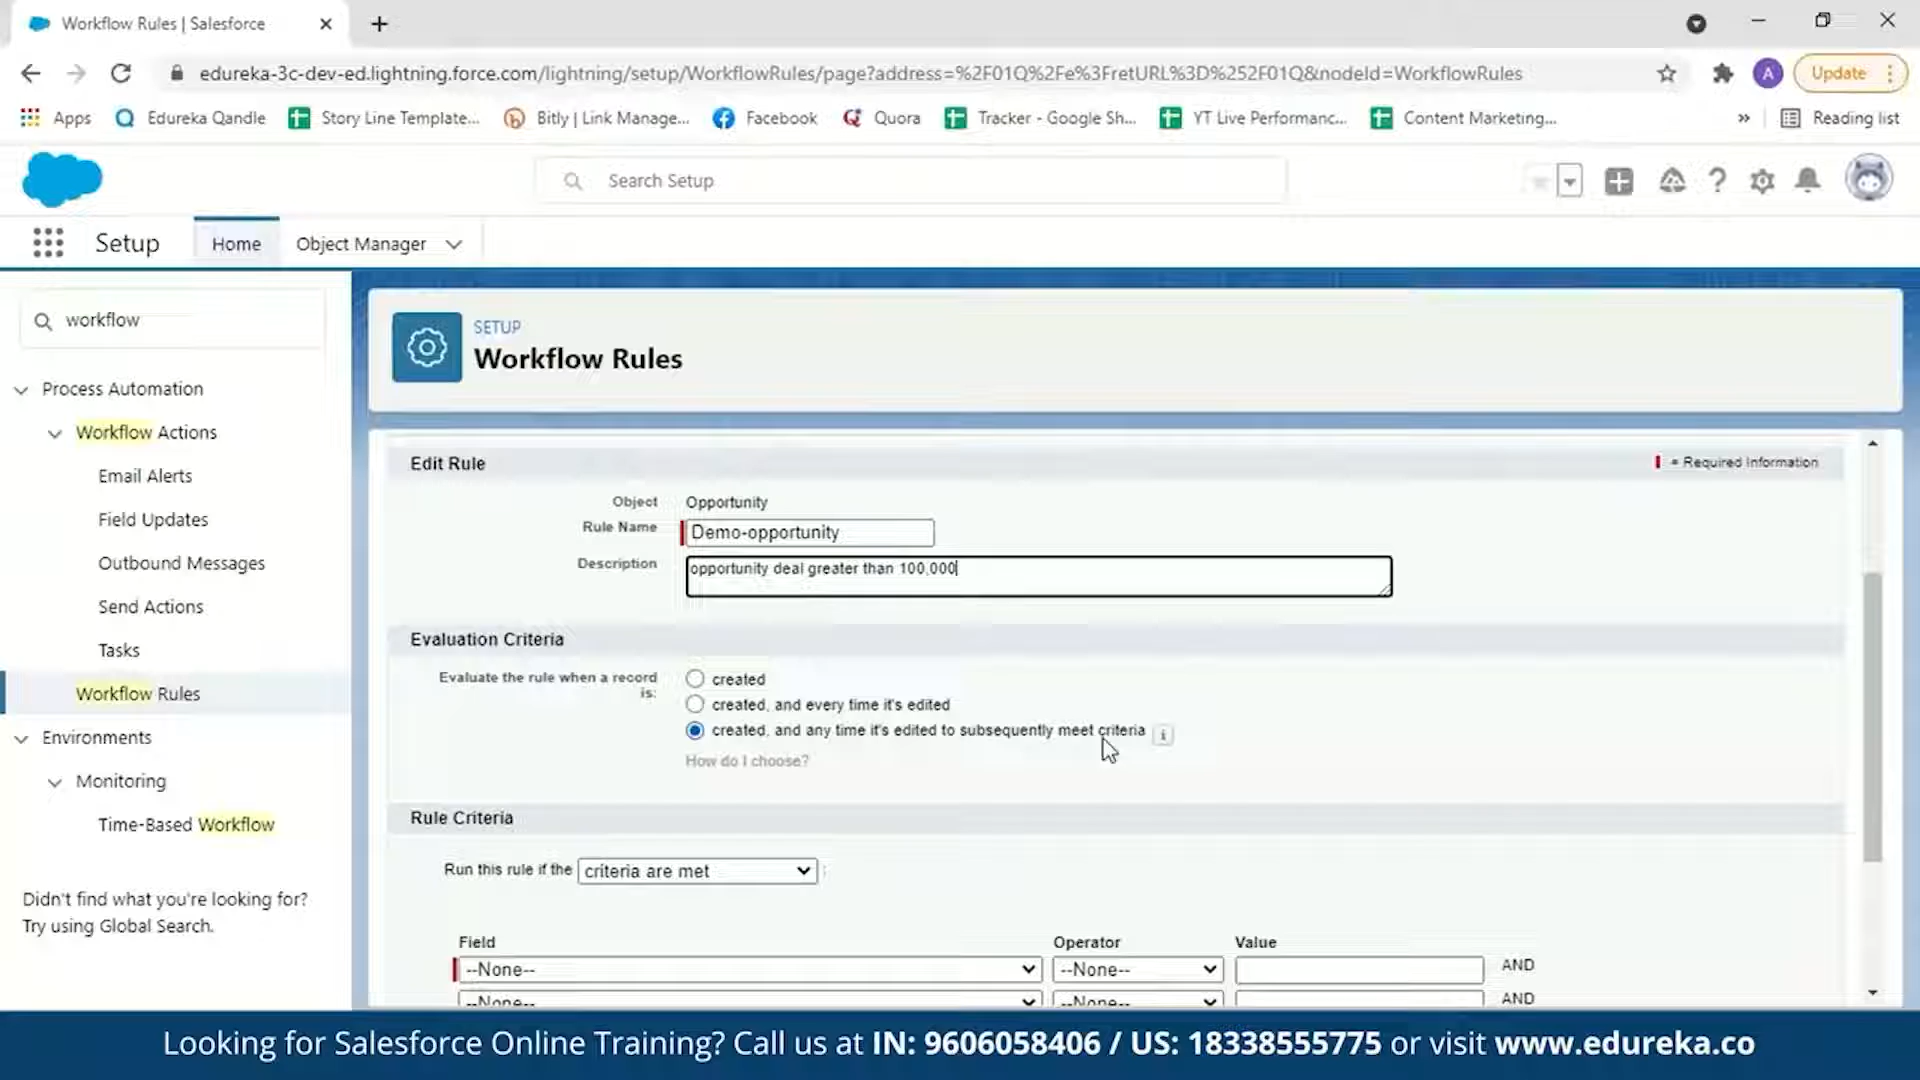 Workflow Rules | Salesforce
edureka-3c-dev-ed.lightning.force.com/lightning/setup/WorkflowRules/page?address=%2F01Q%2Fe%3FretURL%3D%252F01Q&nodeId=WorkflowRules
A
Update
Apps
Edureka Qandle
Story Line Template...
Bitly | Link Manage...
Facebook
Quora
Tracker - Google Sh...
YT Live Performanc...
Content Marketing...
»
Reading list
Search Setup
Setup
Home
Object Manager
workflow
Process Automation
Workflow Actions
Email Alerts
Field Updates
Outbound Messages
Send Actions
Tasks
Workflow Rules
Environments
Monitoring
Time-Based Workflow
Didn't find what you're looking for?
Try using Global Search.
SETUP
Workflow Rules
Edit Rule
= Required Information
Object Opportunity
Rule Name Demo-opportunity
Description opportunity deal greater than 100,000
Evaluation Criteria
Evaluate the rule when a record is:
created
created, and every time it's edited
created, and any time it's edited to subsequently meet criteria i
How do I choose?
Rule Criteria
Run this rule if the criteria are met :
Field Operator Value
--None-- --None-- AND
--None-- --None-- AND
Looking for Salesforce Online Training? Call us at IN: 9606058406 / US: 18338555775 or visit www.edureka.co